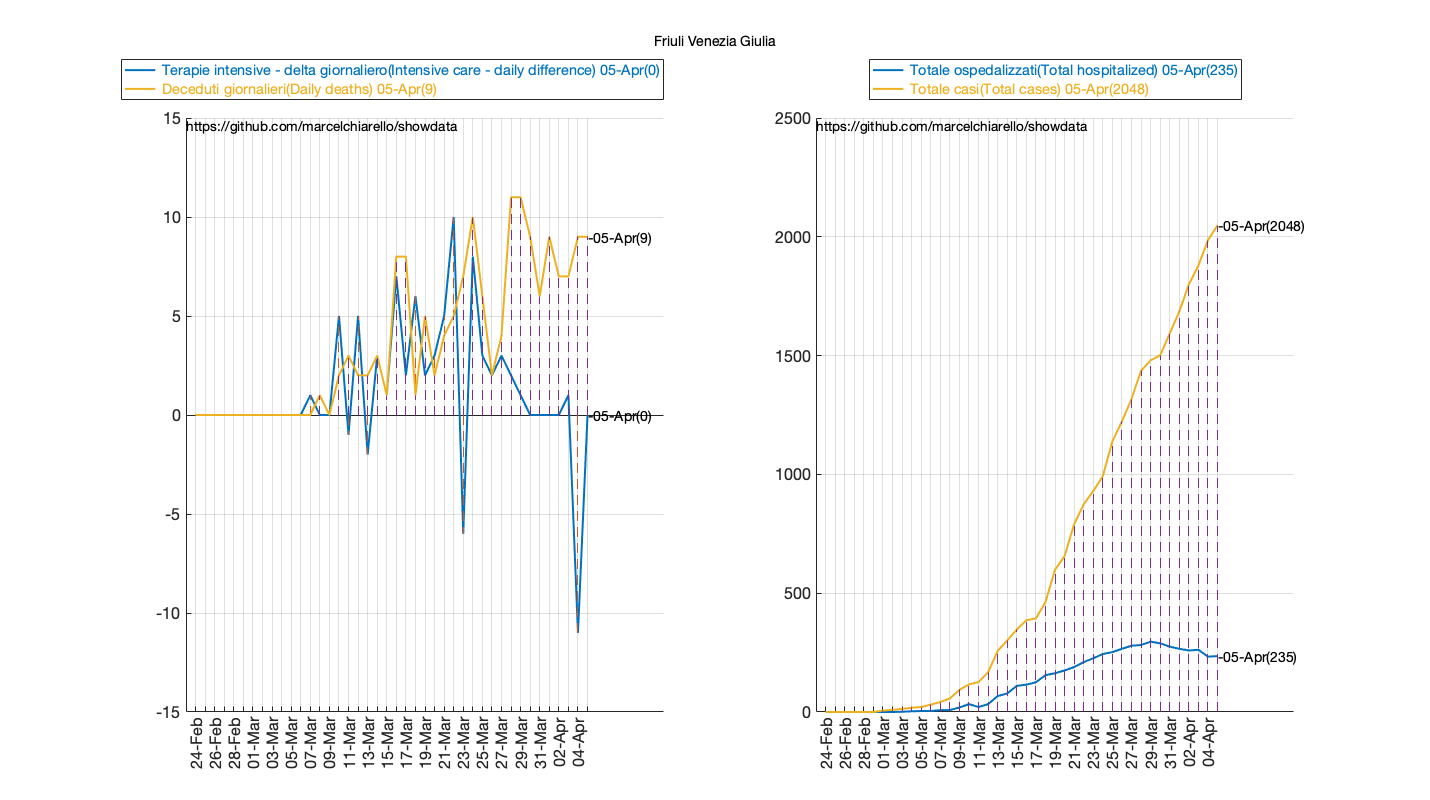 Friuli Venezia Giulia
Terapie intensive - delta giornaliero(Intensive care - daily difference) 05-Apr(0)
Deceduti giornalieri(Daily deaths) 05-Apr(9)
https://github.com/marcelchiarello/showdata
15
10
5
0
-5
-10
-15
-05-Apr(9)
-05-Apr(0)
24-Feb
26-Feb
28-Feb
01-Mar
03-Mar
05-Mar
07-Mar
09-Mar
11-Mar
13-Mar
15-Mar
17-Mar
19-Mar
21-Mar
23-Mar
25-Mar
27-Mar
29-Mar
31-Mar
02-Apr
04-Apr
Totale ospedalizzati(Total hospitalized) 05-Apr(235)
Totale casi(Total cases) 05-Apr(2048)
https://github.com/marcelchiarello/showdata
2500
2000
1500
1000
500
0
-05-Apr(2048)
-05-Apr(235)
24-Feb
26-Feb
28-Feb
01-Mar
03-Mar
05-Mar
07-Mar
09-Mar
11-Mar
13-Mar
15-Mar
17-Mar
19-Mar
21-Mar
23-Mar
25-Mar
27-Mar
29-Mar
31-Mar
02-Apr
04-Apr